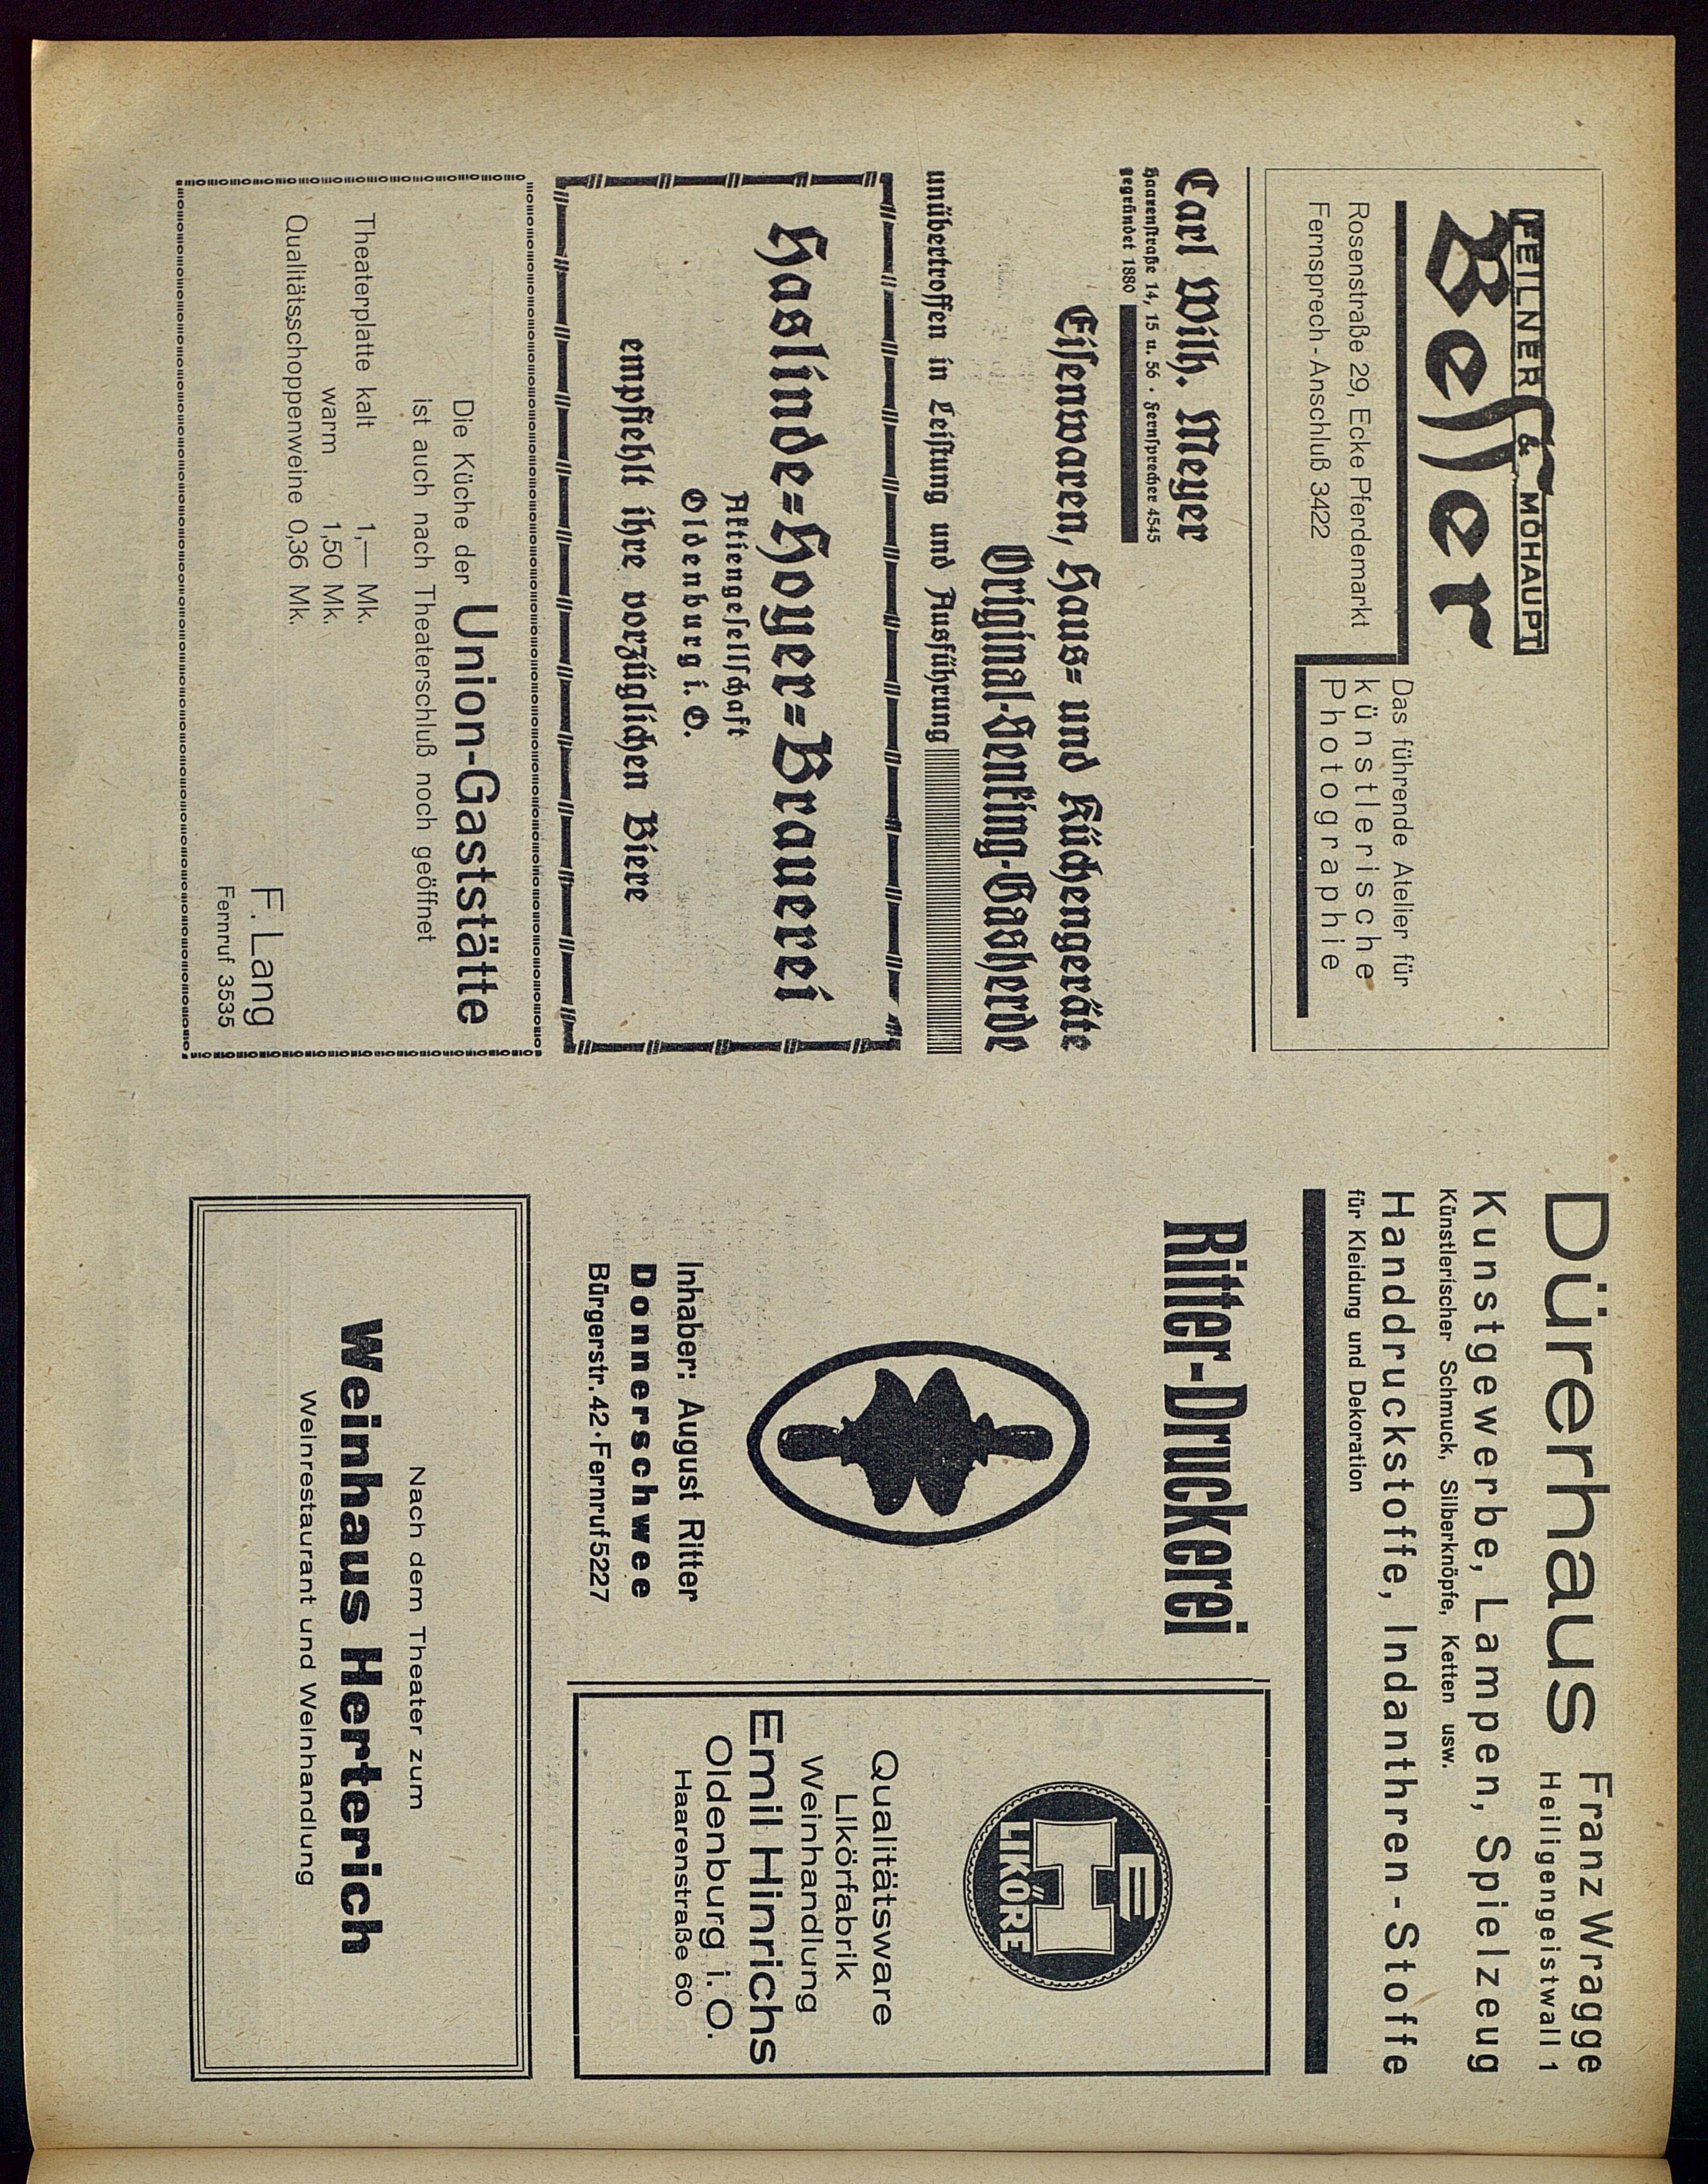 FEILNER & MOHAUPT
Besser
Rosenstraße 29, Ecke Pferdemarkt
Fernsprech-Anschluß 3422
Das führende Atelier für
künstlerische
Photographie
Carl Wilh. Meyer
Haarenstraße 14, 15 u. 56 · Fernsprecher 4545
gegründet 1880
Eisenwaren, Haus- und Küchengeräte
Original-Senking-Gasherde
unübertroffen in Leistung und Ausführung
Haslinde-Hoyer-Brauerei
Aktiengesellschaft
Oldenburg i. O.
empfiehlt ihre vorzüglichen Biere
Die Küche der Union-Gaststätte
ist auch nach Theaterschluß noch geöffnet
Theaterplatte kalt 1,— Mk.
warm 1,50 Mk.
Qualitätsschoppenweine 0,36 Mk.
F. Lang
Fernruf 3535
Dürerhaus Franz Wragge
Heiligengeistwall 1
Kunstgewerbe, Lampen, Spielzeug
Künstlerischer Schmuck, Silberknöpfe, Ketten usw.
Handdruckstoffe, Indanthren-Stoffe
für Kleidung und Dekoration
Ritter-Druckerei
Inhaber: August Ritter
Donnerschwee
Bürgerstr. 42 · Fernruf 5227
E
H
LIKÖRE
Qualitätsware
Likörfabrik
Weinhandlung
Emil Hinrichs
Oldenburg i. O.
Haarenstraße 60
Nach dem Theater zum
Weinhaus Herterich
Weinrestaurant und Weinhandlung